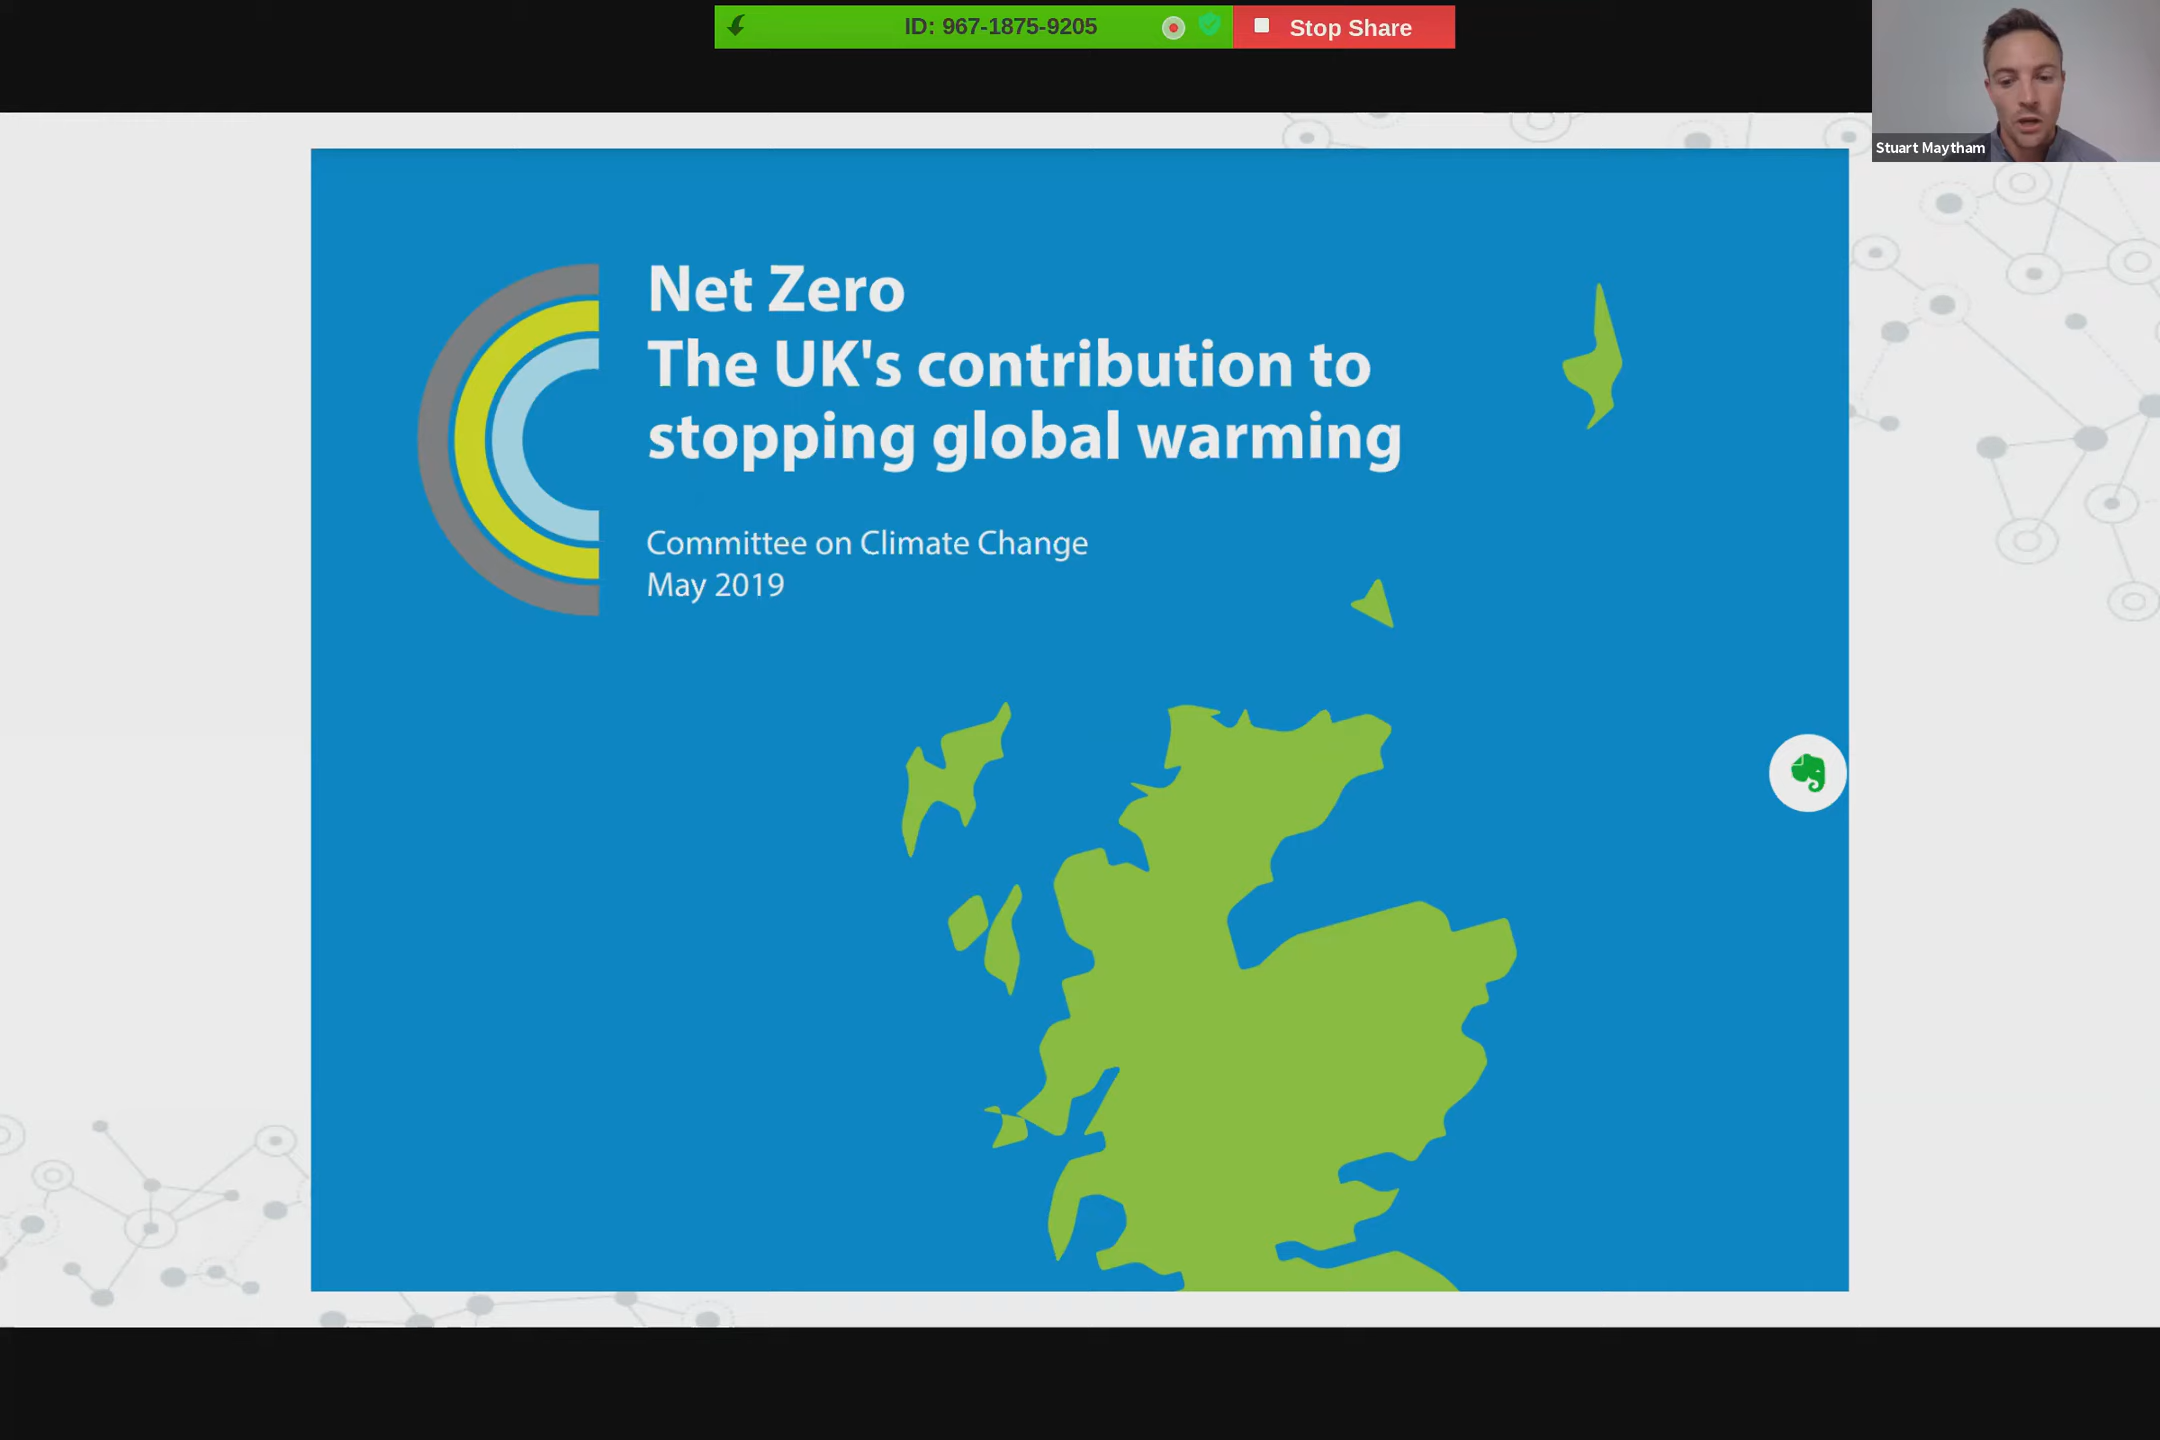 ID: 967-1875-9205
Stop Share
Stuart Maytham
Net Zero
The UK's contribution to
stopping global warming
Committee on Climate Change
May 2019